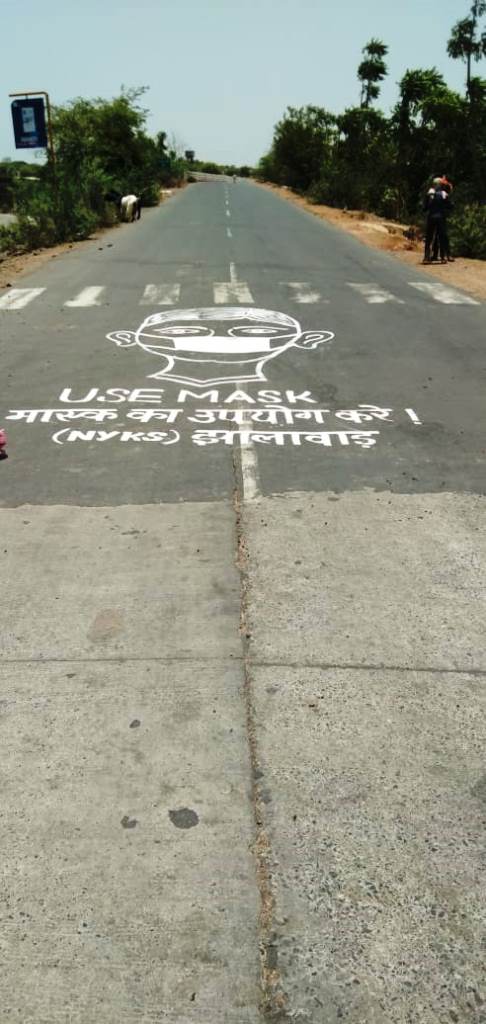 USE MASK
मास्क का उपयोग करे !
(NYKS) झालावाड़